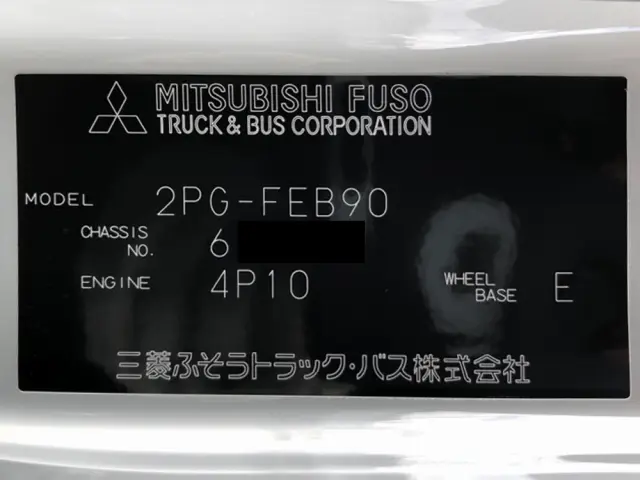 MITSUBISHI FUSO
TRUCK & BUS CORPORATION
MODEL 2PG-FEB90
CHASSIS NO. 6
ENGINE 4P10
WHEEL BASE E
三菱ふそうトラック・バス株式会社